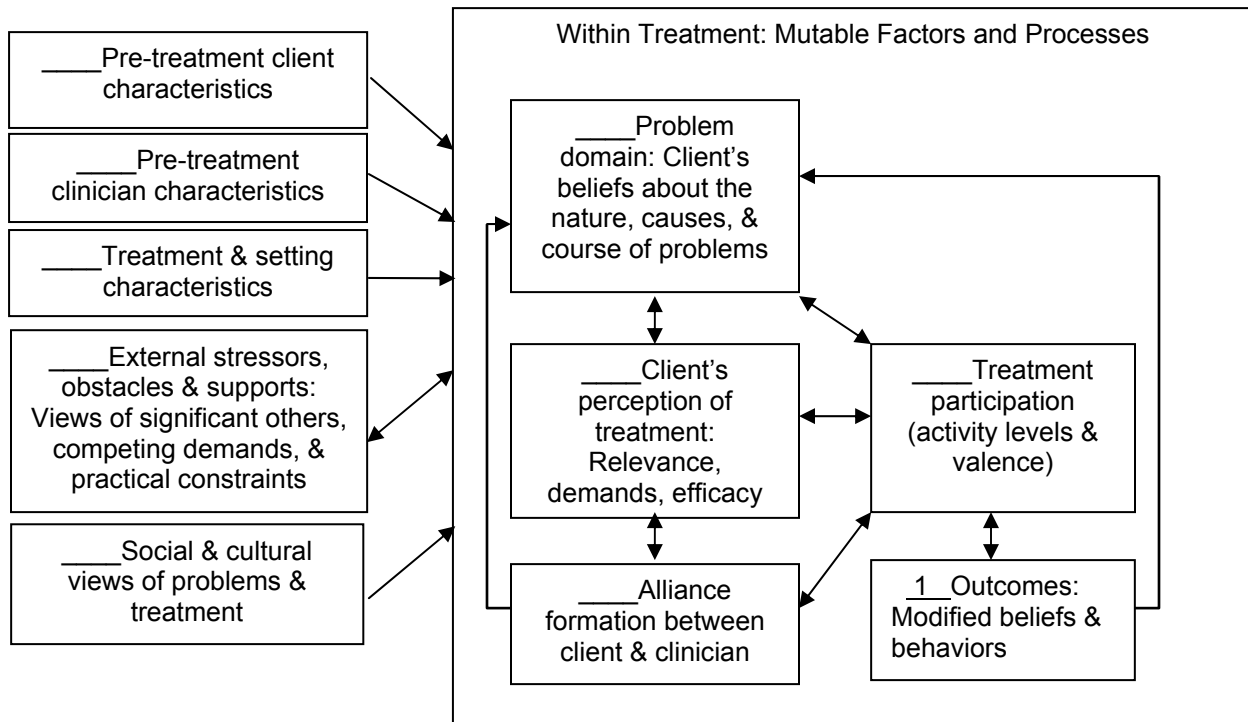 Within Treatment: Mutable Factors and Processes
____Pre-treatment client
characteristics
____Pre-treatment
clinician characteristics
____Treatment & setting
characteristics
____External stressors,
obstacles & supports:
Views of significant others,
competing demands, &
practical constraints
____Social & cultural
views of problems &
treatment
____Problem
domain: Client’s
beliefs about the
nature, causes, &
course of problems
____Client’s
perception of
treatment:
Relevance,
demands, efficacy
____Treatment
participation
(activity levels &
valence)
____Alliance
formation between
client & clinician
_1__Outcomes:
Modified beliefs &
behaviors